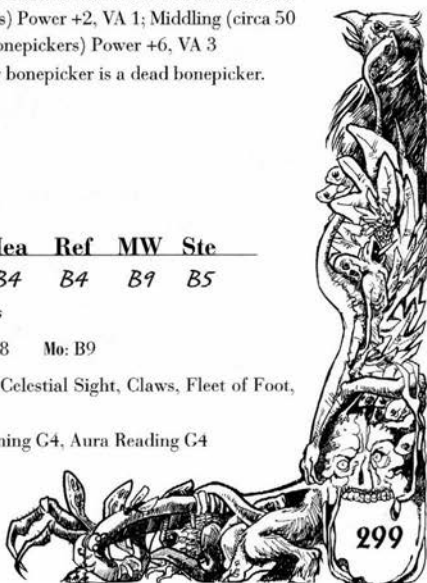 s) Power +2, VA 1; Middling (circa 50
onepickers) Power +6, VA 3
bonepicker is a dead bonepicker.
Hea Ref MW Ste
B4 B4 B9 B5
8 Mo: B9
Celestial Sight, Claws, Fleet of Foot,
ning G4, Aura Reading G4
299